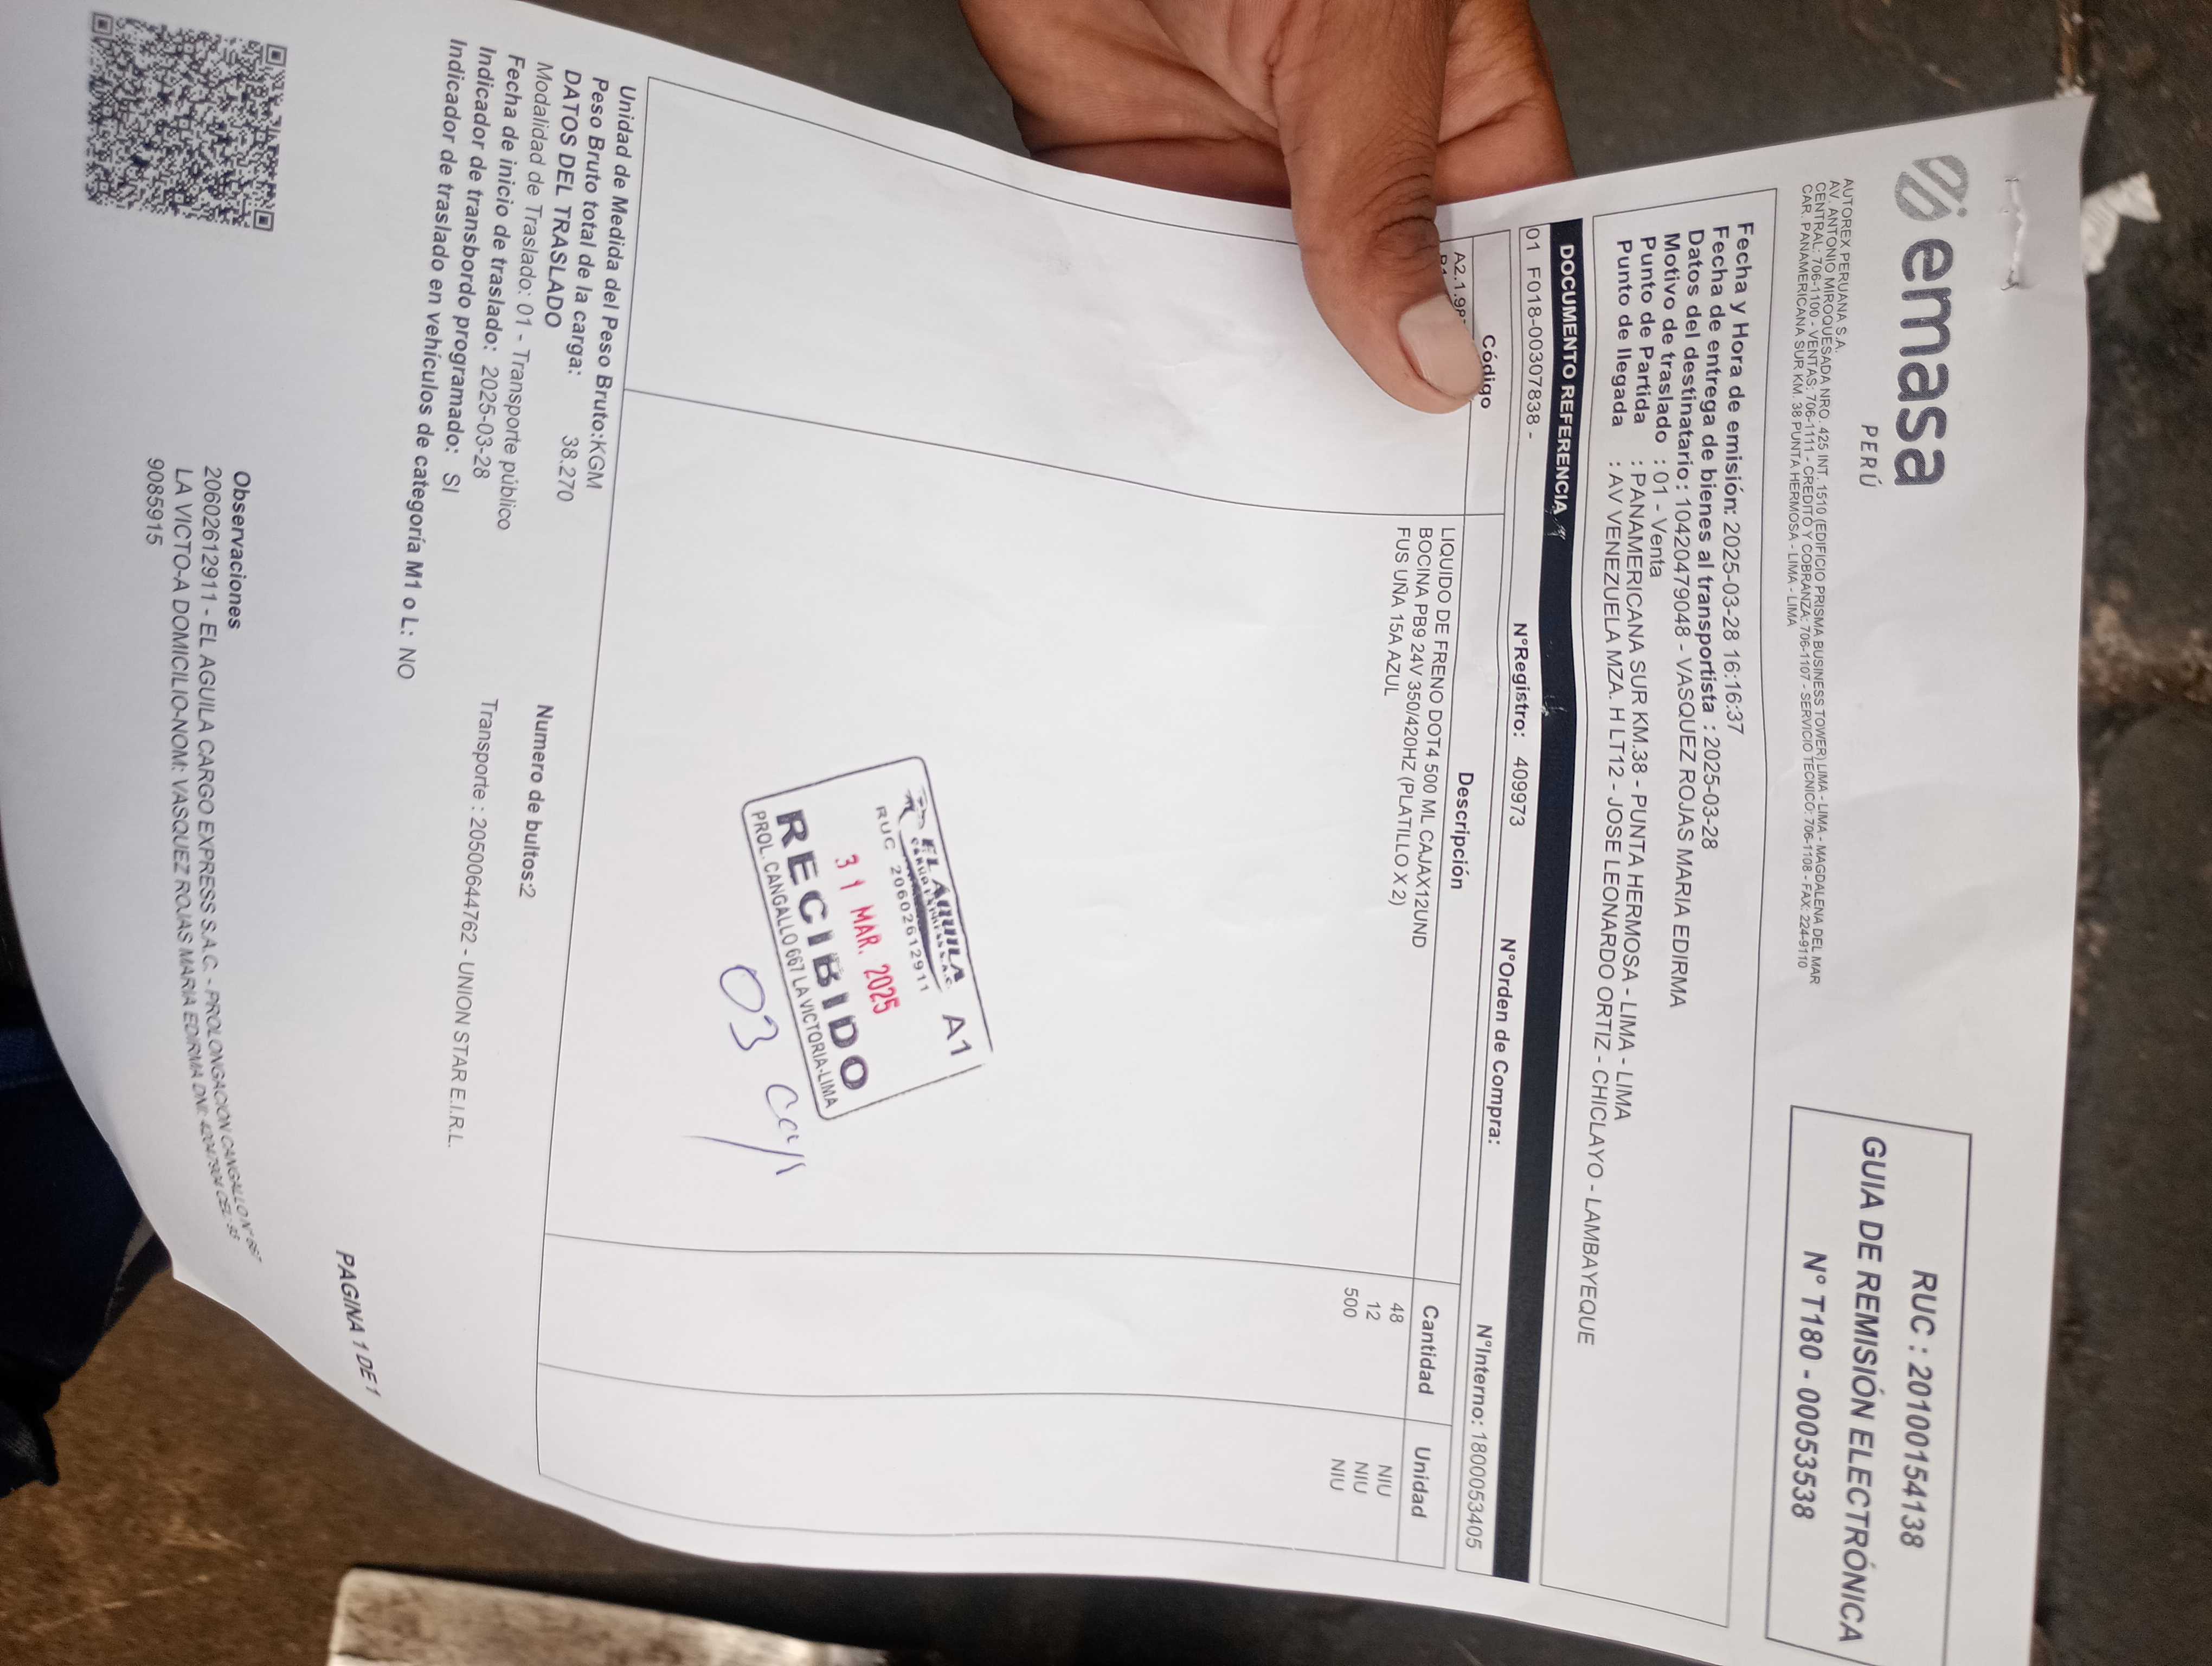 emasa
PERÚ
AUTOREX PERUANA S.A.
AV. ANTONIO MIROQUESADA NRO. 425 INT. 1510 (EDIFICIO PRISMA BUSINESS TOWER) LIMA - LIMA - MAGDALENA DEL MAR
CENTRAL: 706-1100 - VENTAS: 706-1111 - CREDITO Y COBRANZA: 706-1107 - SERVICIO TECNICO: 706-1108 - FAX: 224-9110
CAR. PANAMERICANA SUR KM. 38 PUNTA HERMOSA - LIMA - LIMA
RUC : 20100154138
GUIA DE REMISIÓN ELECTRÓNICA
N° T180 - 00053538
Fecha y Hora de emisión: 2025-03-28 16:16:37
Fecha de entrega de bienes al transportista : 2025-03-28
Datos del destinatario : 10420479048 - VASQUEZ ROJAS MARIA EDIRMA
Motivo de traslado : 01 - Venta
Punto de Partida : PANAMERICANA SUR KM.38 - PUNTA HERMOSA - LIMA - LIMA
Punto de llegada : AV VENEZUELA MZA. H LT12 - JOSE LEONARDO ORTIZ - CHICLAYO - LAMBAYEQUE
DOCUMENTO REFERENCIA
01 F018-00307838 - N°Registro: 409973 N°Orden de Compra: N°Interno: 1800053405
Código Descripción Cantidad Unidad
LIQUIDO DE FRENO DOT4 500 ML CAJAX12UND 48 NIU
BOCINA PB9 24V 350/420HZ (PLATILLO X 2) 12 NIU
FUS UÑA 15A AZUL 500 NIU
EL AGUILA A1
CARGO EXPRESS S.A.C.
RUC 20602612911
31 MAR. 2025
RECIBIDO
PROL. CANGALLO 667 LA VICTORIA-LIMA
03
Unidad de Medida del Peso Bruto:KGM
Peso Bruto total de la carga: 38.270
DATOS DEL TRASLADO Numero de bultos:2
Modalidad de Traslado: 01 - Transporte público
Fecha de inicio de traslado: 2025-03-28 Transporte : 20500644762 - UNION STAR E.I.R.L.
Indicador de transbordo programado: SI
Indicador de traslado en vehículos de categoría M1 o L: NO
Observaciones
20602612911 - EL AGUILA CARGO EXPRESS S.A.C. - PROLONGACION CANGALLO N° 667
LA VICTO-A DOMICILIO-NOM: VASQUEZ ROJAS MARIA EDIRMA DNI:
9085915
PAGINA 1 DE 1